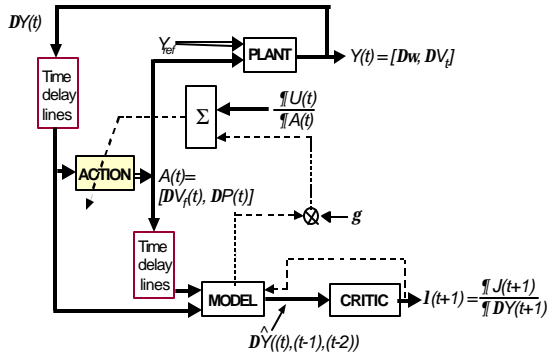 DY(t)
Y_ref
PLANT
Y(t) = [Dw, DV_t]
Time
delay
lines
Σ
¶U(t)
¶A(t)
ACTION
A(t)=
[DV_f(t), DP(t)]
⊗
g
Time
delay
lines
MODEL
CRITIC
l(t+1) = ¶J(t+1)
¶DY(t+1)
DŶ((t),(t-1),(t-2))